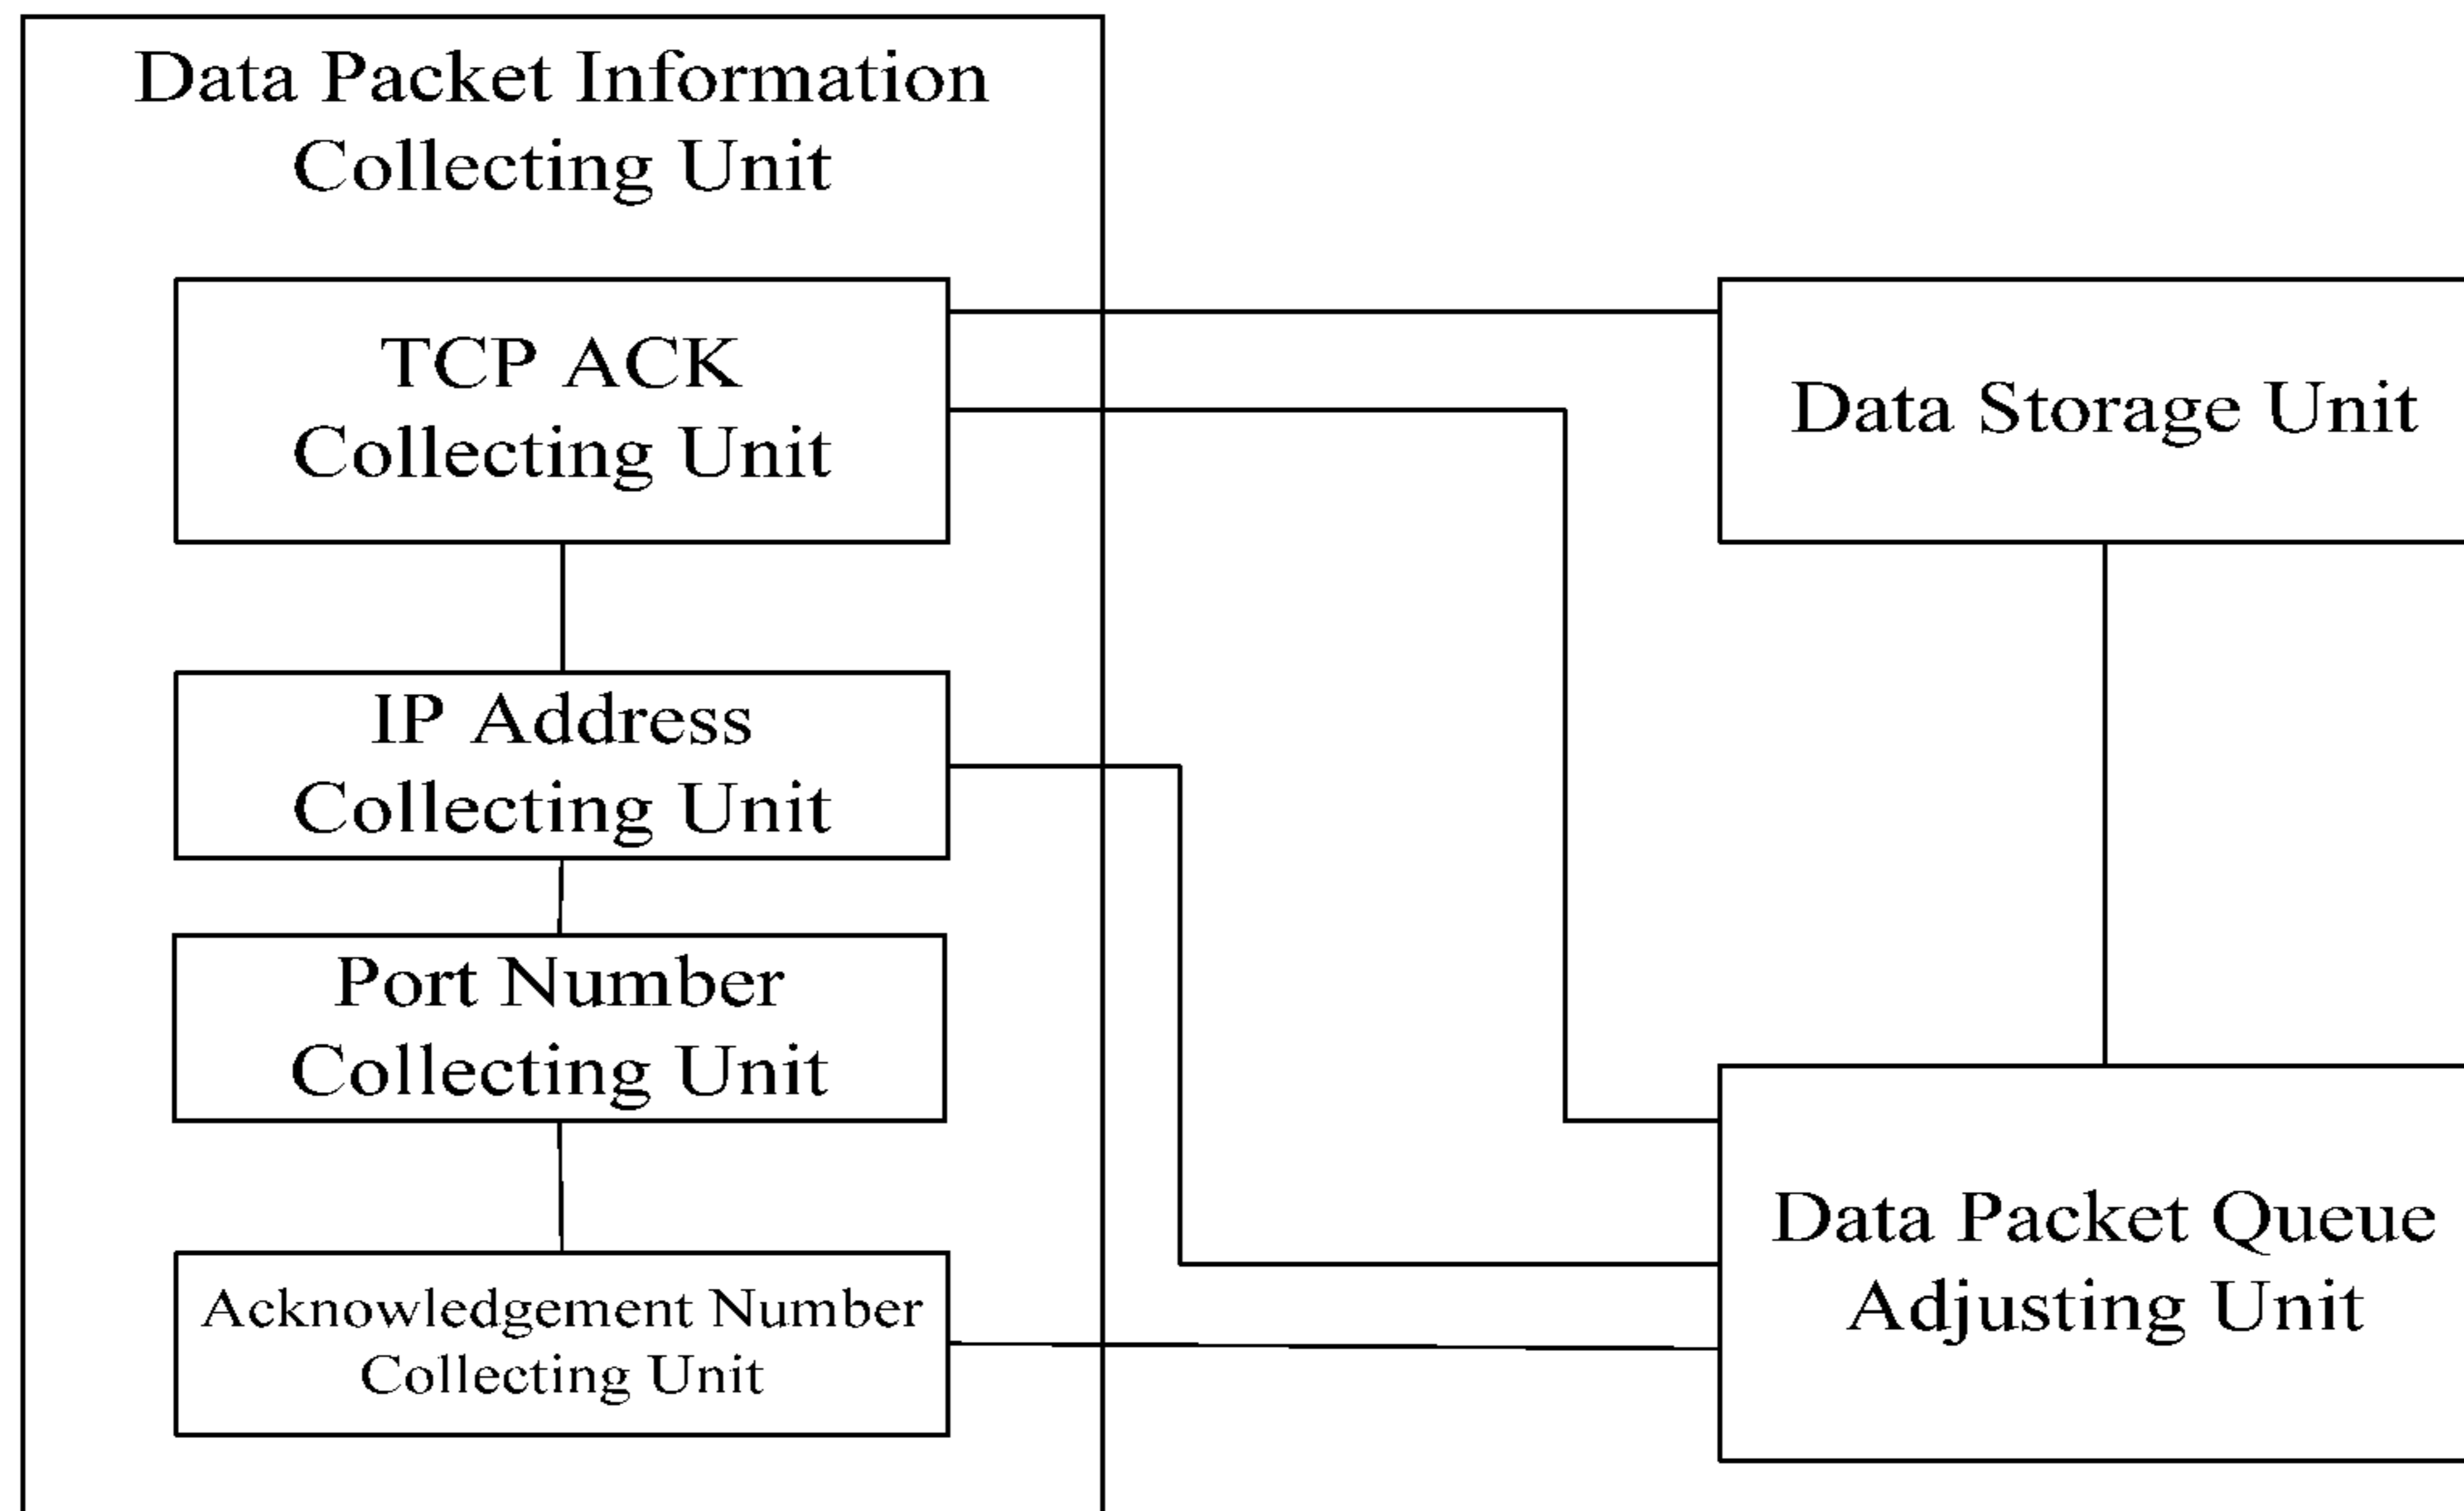 Data Packet Information
Collecting Unit
TCP ACK
Collecting Unit
Data Storage Unit
IP Address
Collecting Unit
Port Number
Collecting Unit
Data Packet Queue
Adjusting Unit
Acknowledgement Number
Collecting Unit